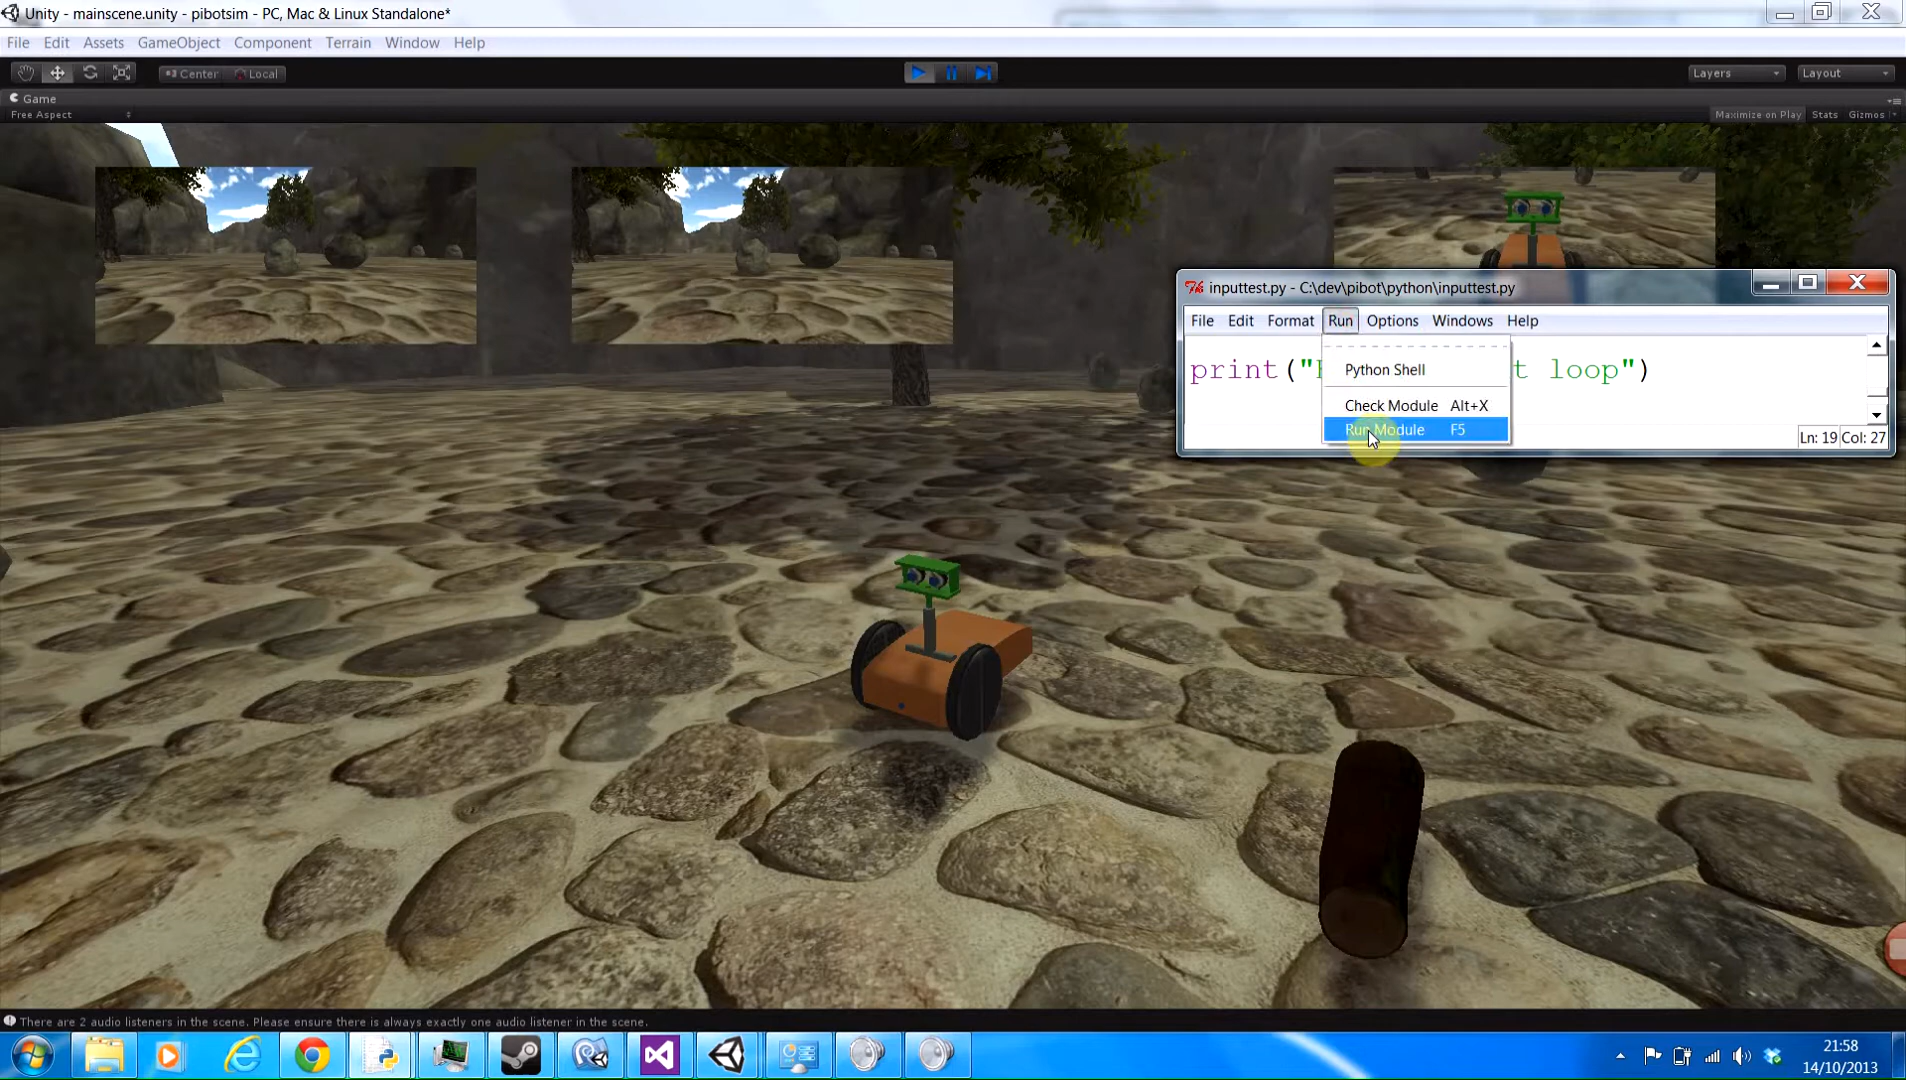 Unity - mainscene.unity - pibotsim - PC, Mac & Linux Standalone*
File Edit Assets GameObject Component Terrain Window Help
Center Local Layers Layout
Game
Free Aspect Maximize on Play Stats Gizmos
inputtest.py - C:\dev\pibot\python\inputtest.py
File Edit Format Run Options Windows Help
print(" t loop")
Python Shell
Check Module Alt+X
Run Module F5
Ln: 19 Col: 27
There are 2 audio listeners in the scene. Please ensure there is always exactly one audio listener in the scene.
21:58
14/10/2013